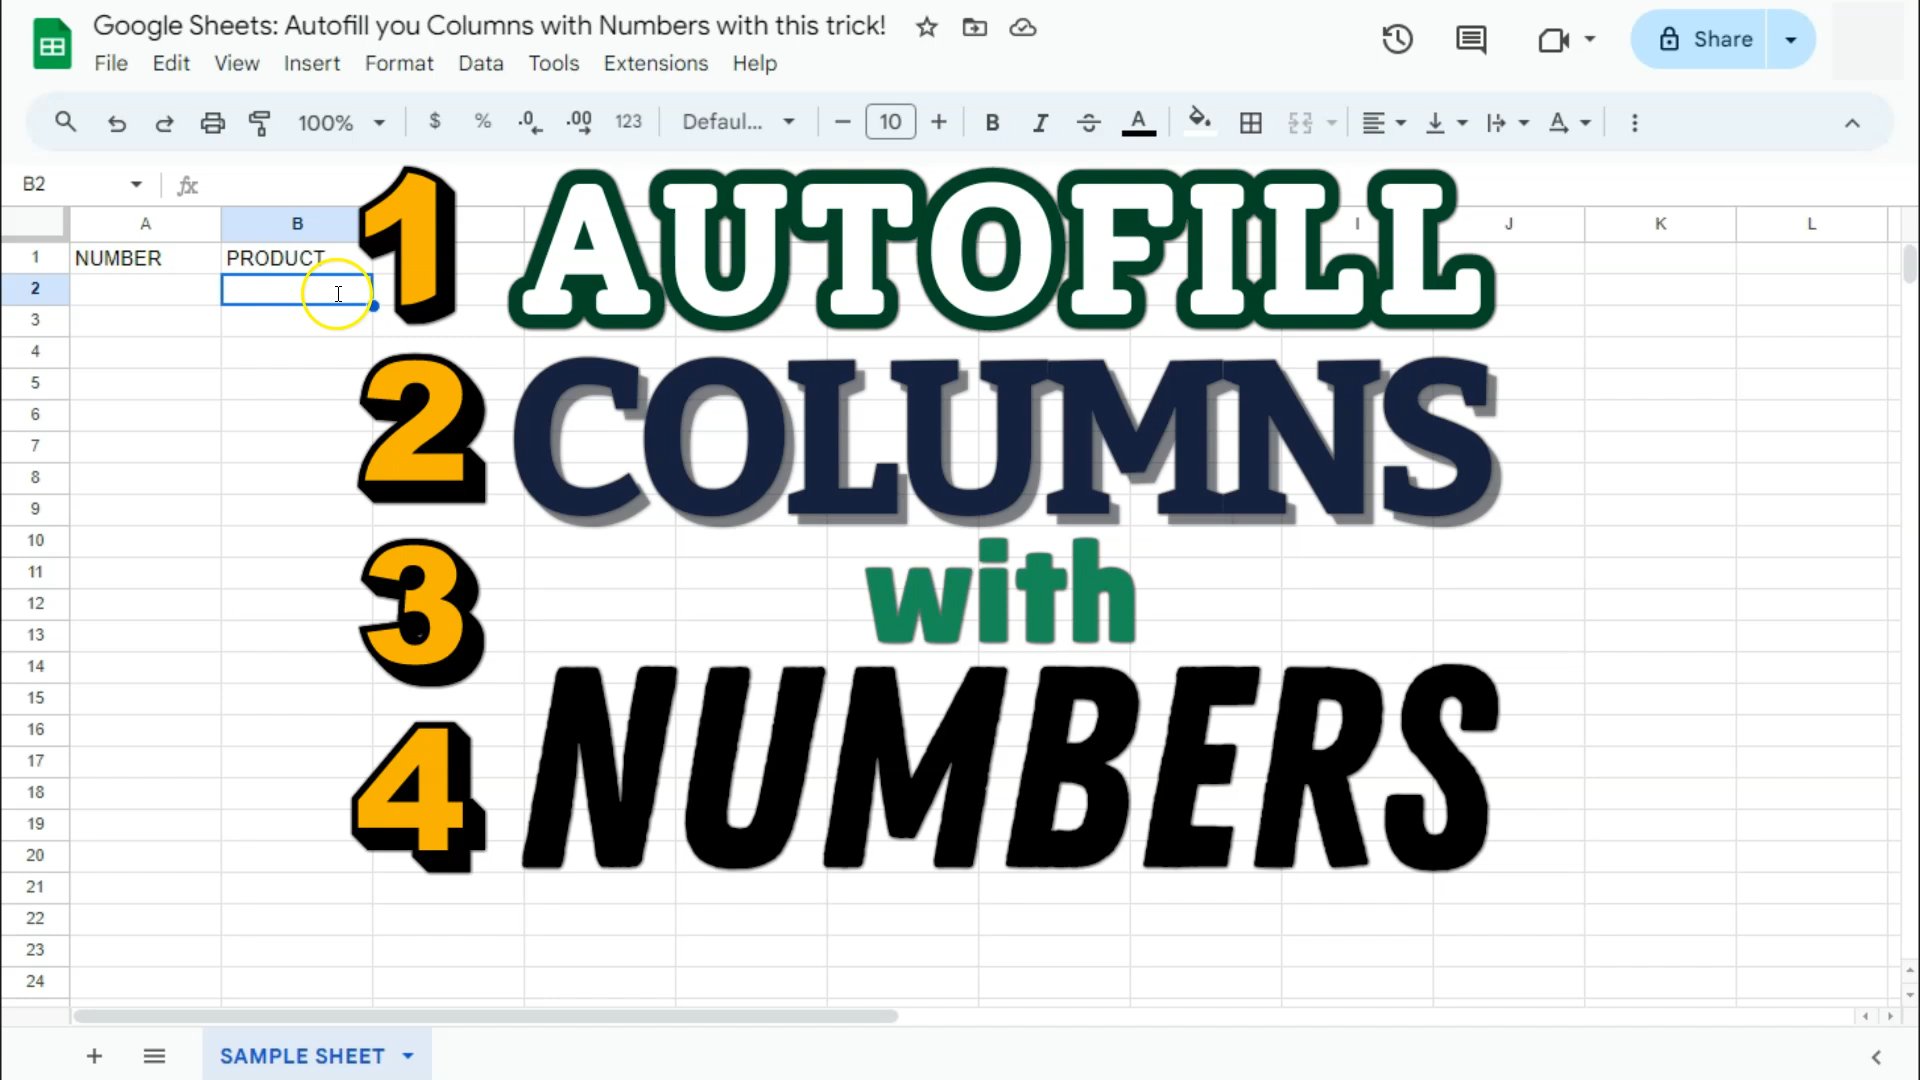 Google Sheets: Autofill you Columns with Numbers with this trick!
File Edit View Insert Format Data Tools Extensions Help
Share
100% $ % .0 .00 123 Defaul... 10 B I A A
B2 fx
A B I J K L
1 NUMBER PRODUCT
2
3
4
5
6
7
8
9
10
11
12
13
14
15
16
17
18
19
20
21
22
23
24
1 AUTOFILL
2 COLUMNS
3 with
4 NUMBERS
SAMPLE SHEET